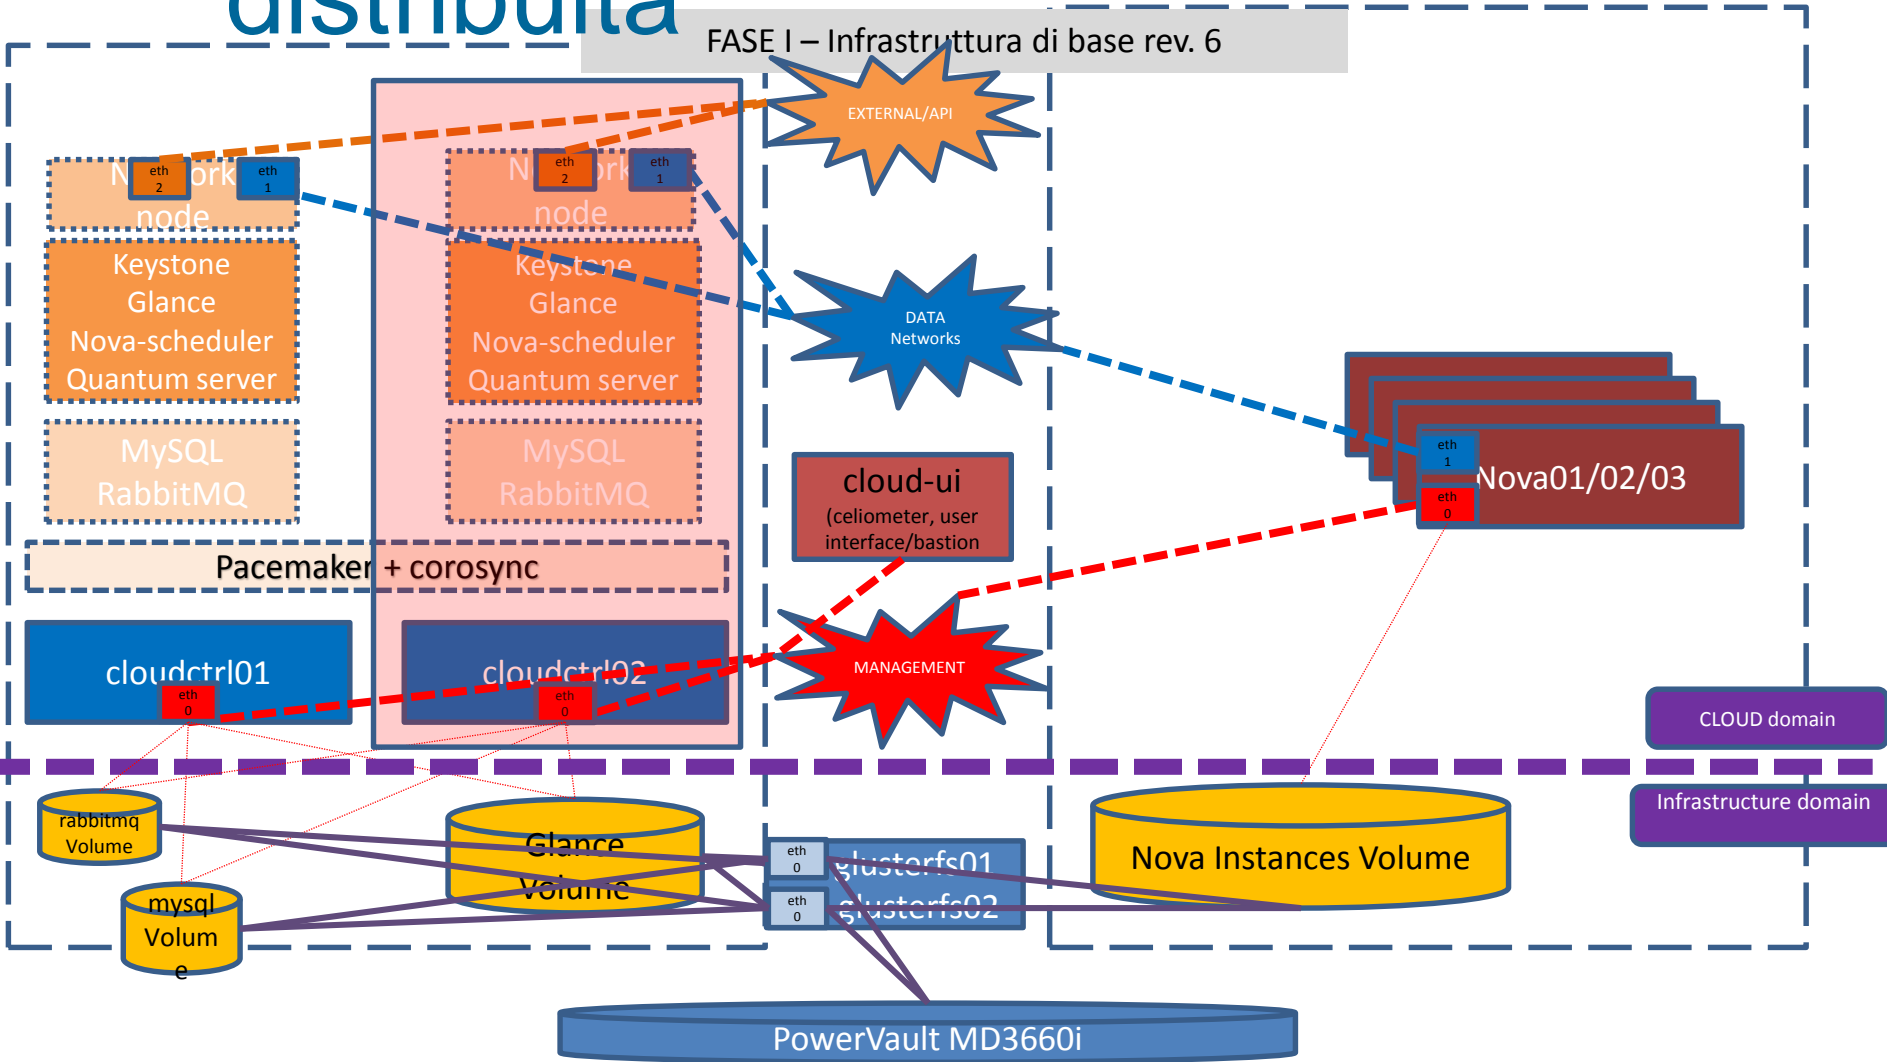 distribuita
FASE I – Infrastruttura di base rev. 6
EXTERNAL/API
eth
2
eth
1
Network
node
eth
2
eth
1
Network
node
Keystone
Glance
Nova-scheduler
Quantum server
Keystone
Glance
Nova-scheduler
Quantum server
DATA
Networks
MySQL
RabbitMQ
MySQL
RabbitMQ
cloud-ui
(celiometer, user
interface/bastion
eth
1
eth
0
Nova01/02/03
Pacemaker + corosync
cloudctrl01
eth
0
cloudctrl02
eth
0
MANAGEMENT
CLOUD domain
Infrastructure domain
rabbitmq
Volume
mysql
Volum
e
Glance
Volume
eth
0
eth
0
glusterfs01
glusterfs02
Nova Instances Volume
PowerVault MD3660i